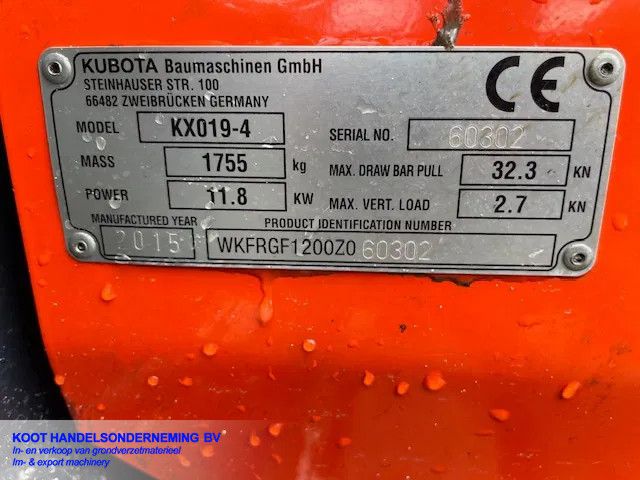 KUBOTA Baumaschinen GmbH
STEINHAUSER STR. 100
66482 ZWEIBRÜCKEN GERMANY
CE
MODEL KX019-4 SERIAL NO. 60302
MASS 1755 kg MAX. DRAW BAR PULL 32.3 KN
POWER 11.8 KW MAX. VERT. LOAD 2.7 KN
MANUFACTURED YEAR PRODUCT IDENTIFICATION NUMBER
2015 WKFRGF1200Z060302
KOOT HANDELSONDERNEMING BV
In- en verkoop van grondverzetmaterieel
Im- & export machinery